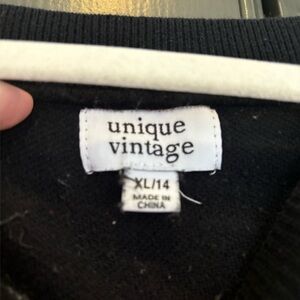 unique
vintage
XL/14
MADE IN
CHINA